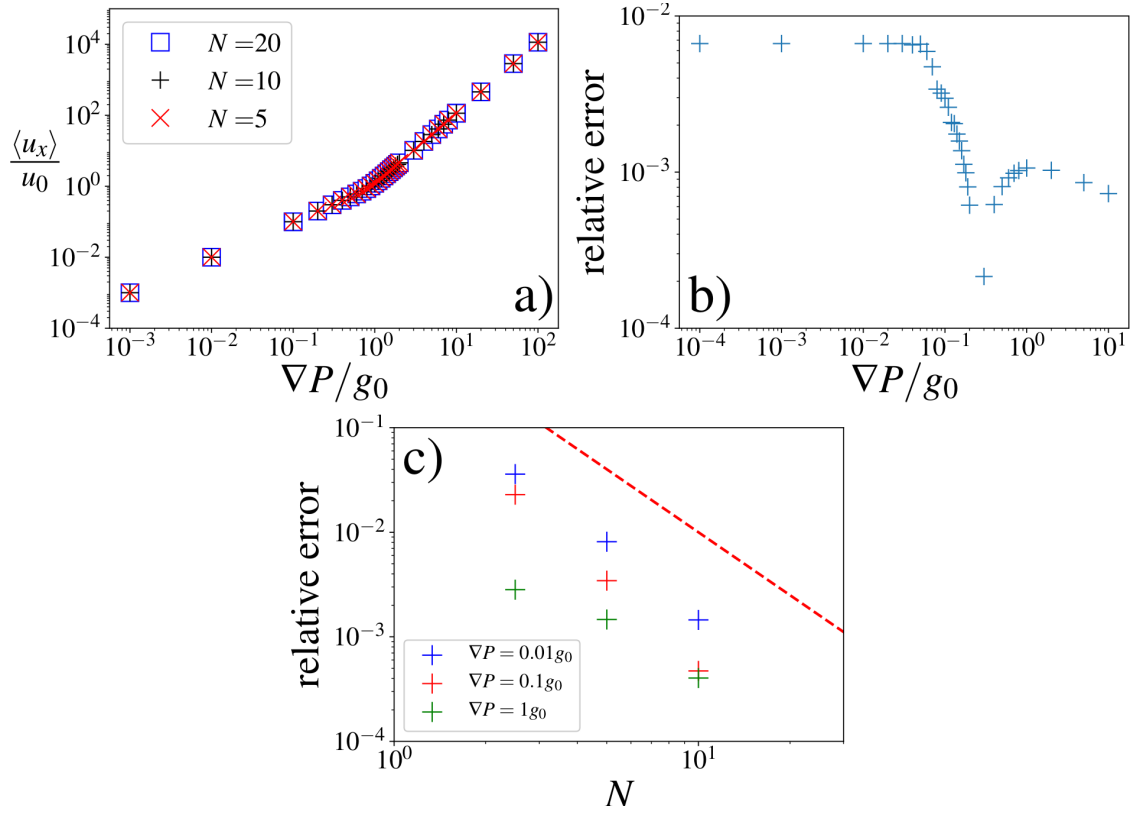 a)
⟨u_x⟩/u_0
10^4
10^2
10^0
10^−2
10^−4
N =20
N =10
N =5
10^−3 10^−2 10^−1 10^0 10^1 10^2
∇P/g_0
b)
relative error
10^−2
10^−3
10^−4
10^−4 10^−3 10^−2 10^−1 10^0 10^1
∇P/g_0
c)
relative error
10^−1
10^−2
10^−3
10^−4
∇P = 0.01g_0
∇P = 0.1g_0
∇P = 1g_0
10^0 10^1
N